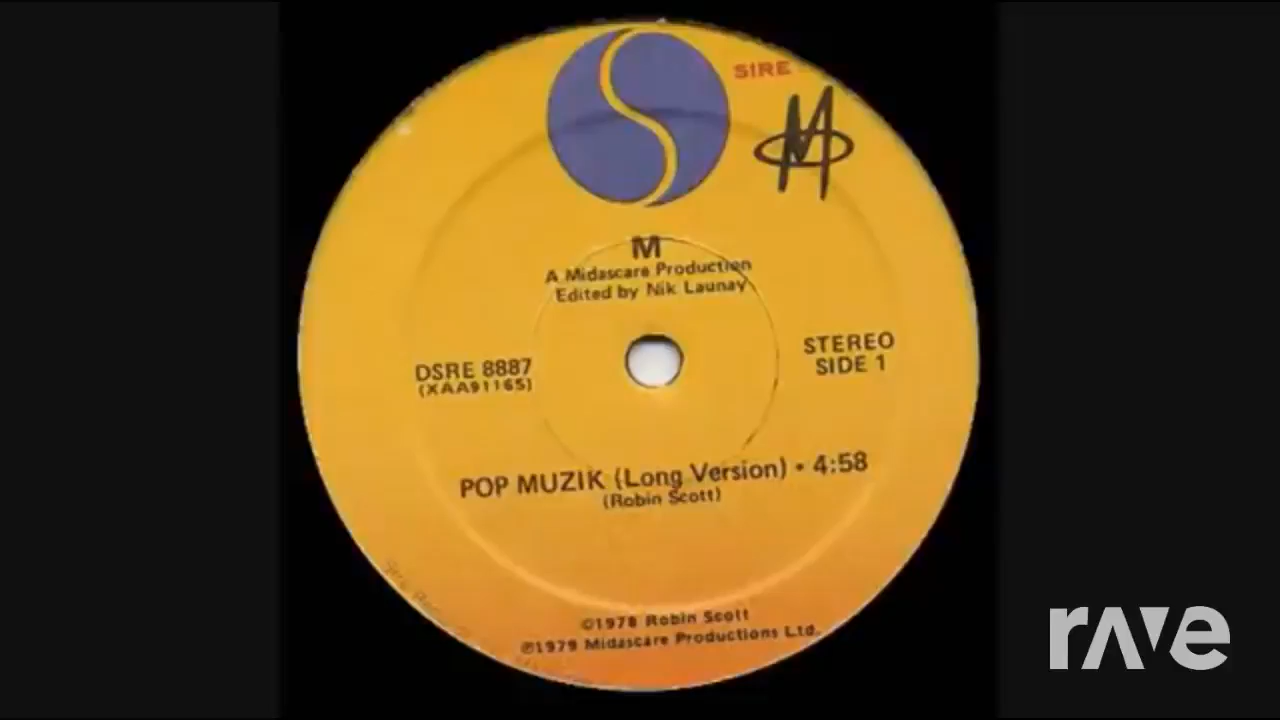 SIRE
M
M
A Midascare Production
Edited by Nik Launay
DSRE 8887
(XAA9116S)
STEREO
SIDE 1
POP MUZIK (Long Version) • 4:58
(Robin Scott)
©1978 Robin Scott
℗1979 Midascare Productions Ltd.
rave